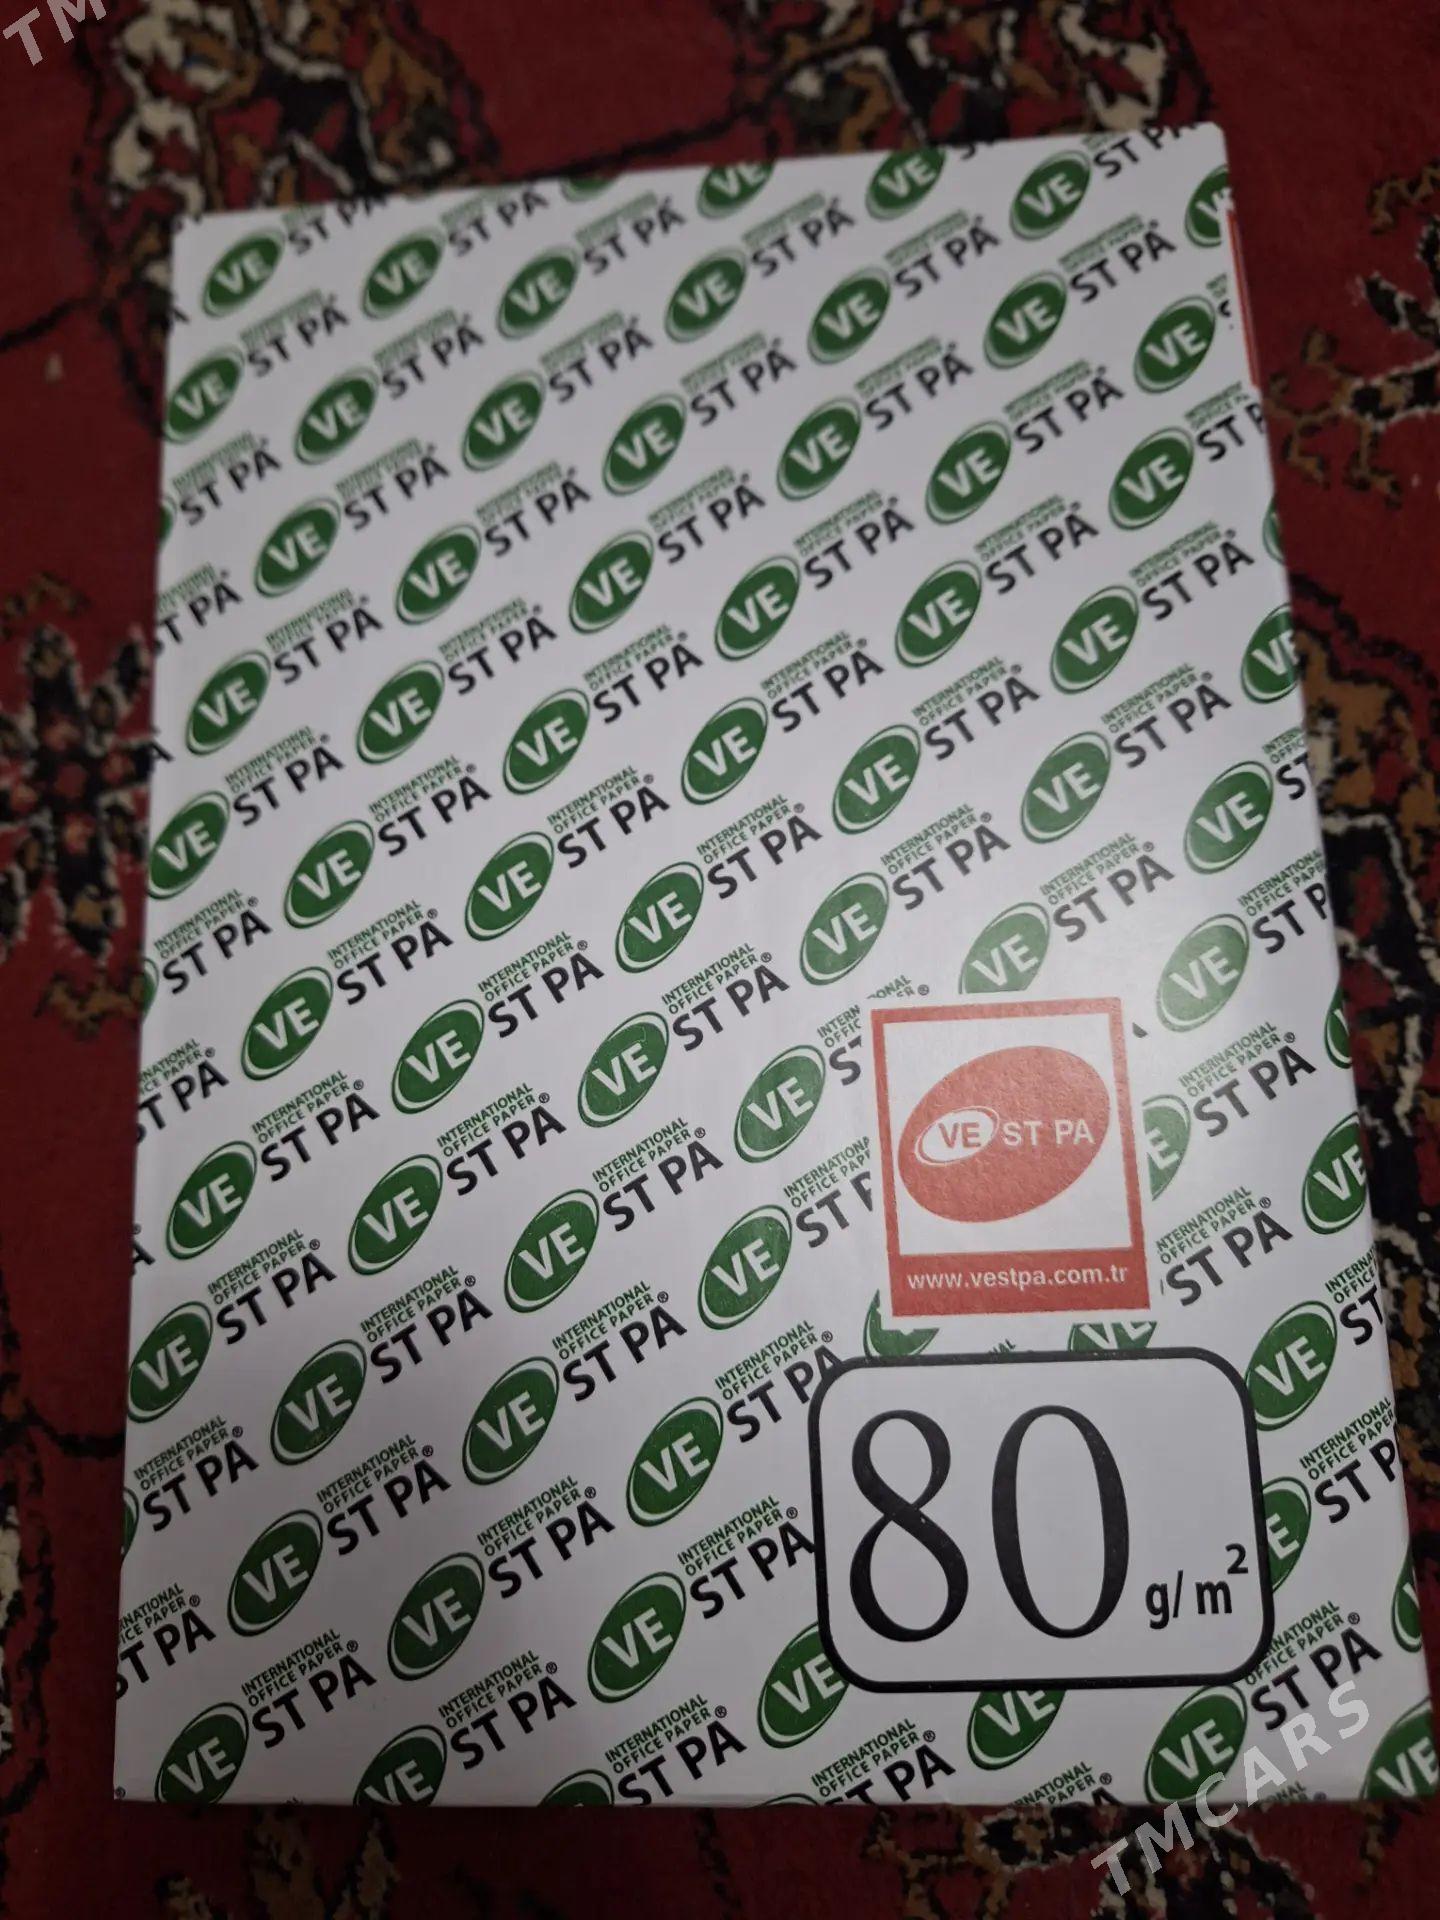 VE ST PA
INTERNATIONAL
OFFICE PAPER®
VE ST PA
www.vestpa.com.tr
80 g/m²
TMCARS